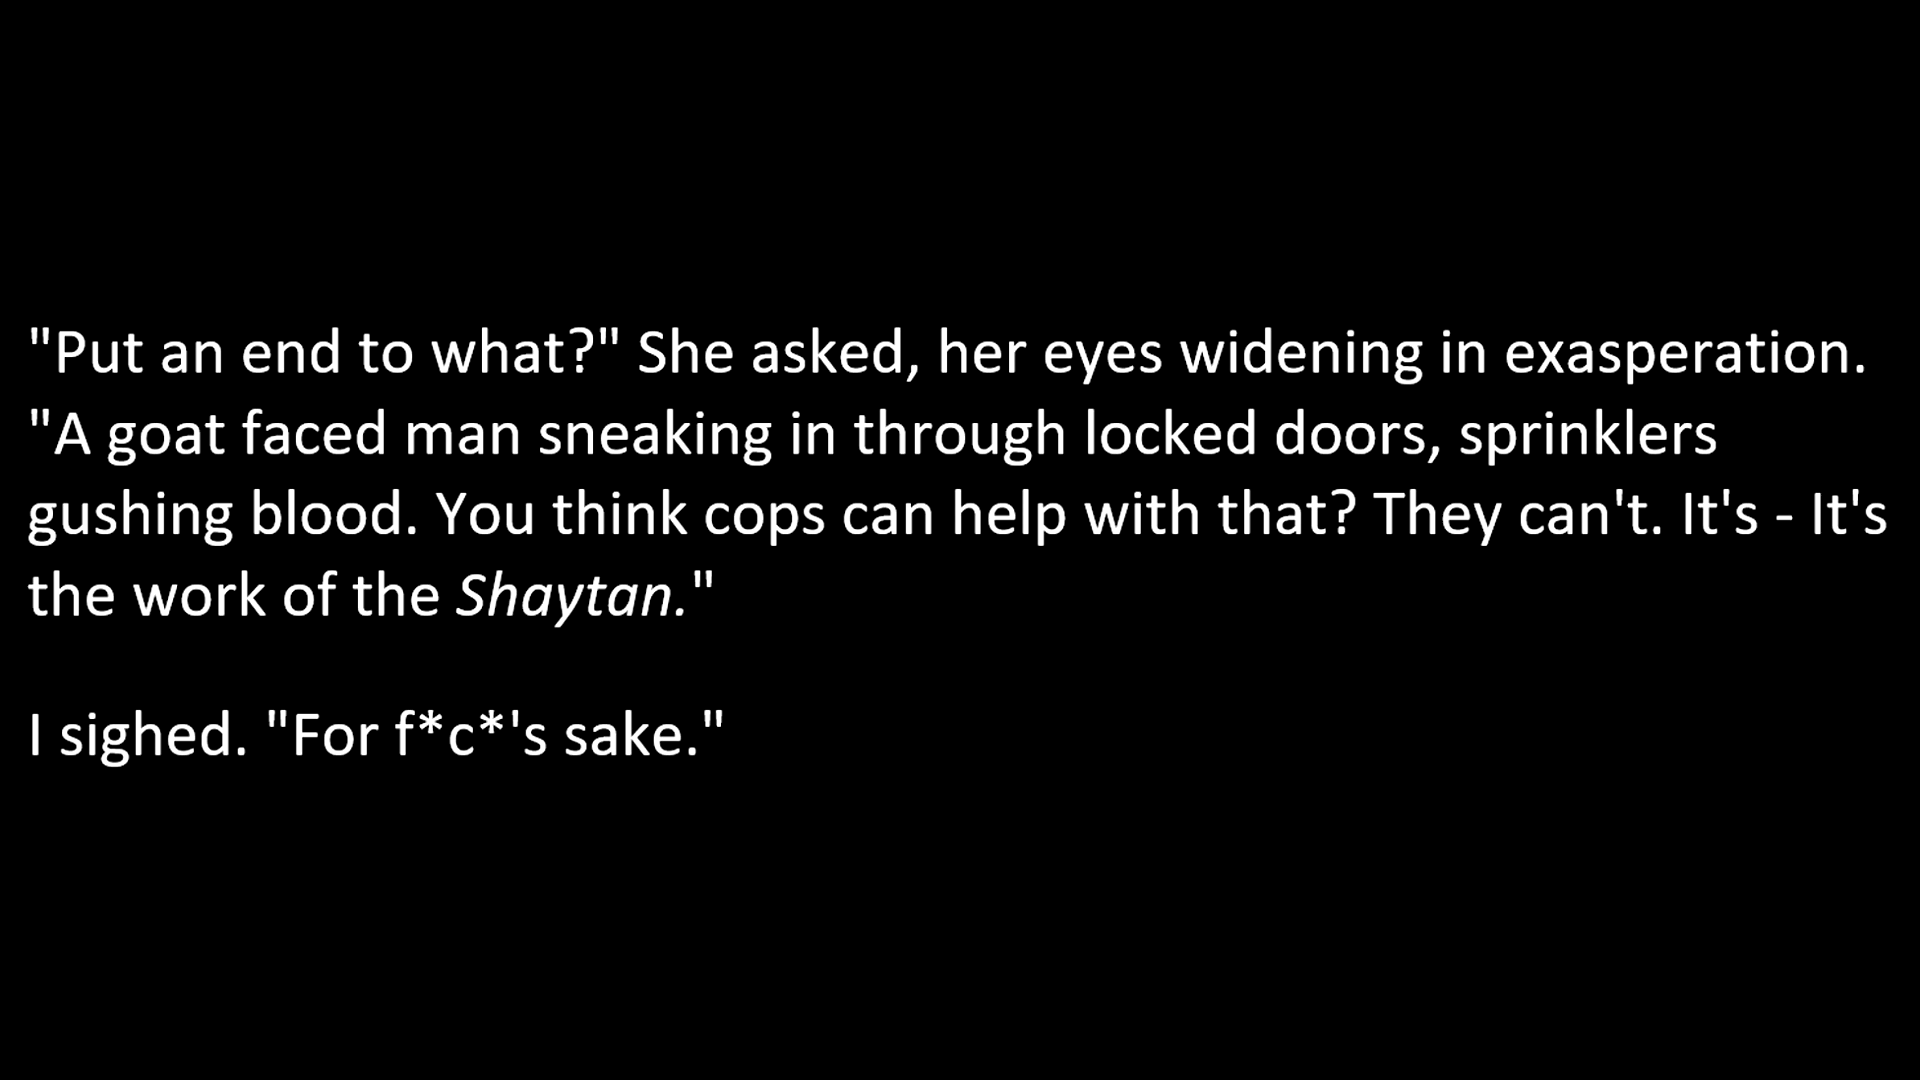 "Put an end to what?" She asked, her eyes widening in exasperation.
"A goat faced man sneaking in through locked doors, sprinklers
gushing blood. You think cops can help with that? They can't. It's - It's
the work of the Shaytan."
I sighed. "For f*c*'s sake."